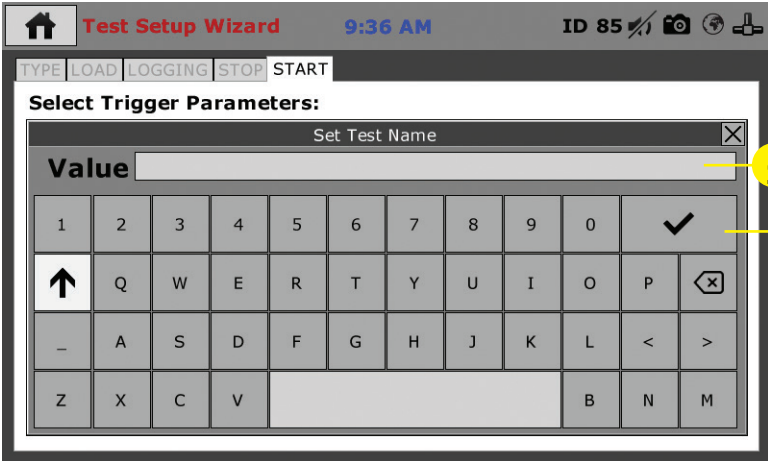 Test Setup Wizard 9:36 AM ID 85
TYPE LOAD LOGGING STOP START
Select Trigger Parameters:
Set Test Name
Value
1 2 3 4 5 6 7 8 9 0
Q W E R T Y U I O P
_ A S D F G H J K L < >
Z X C V B N M